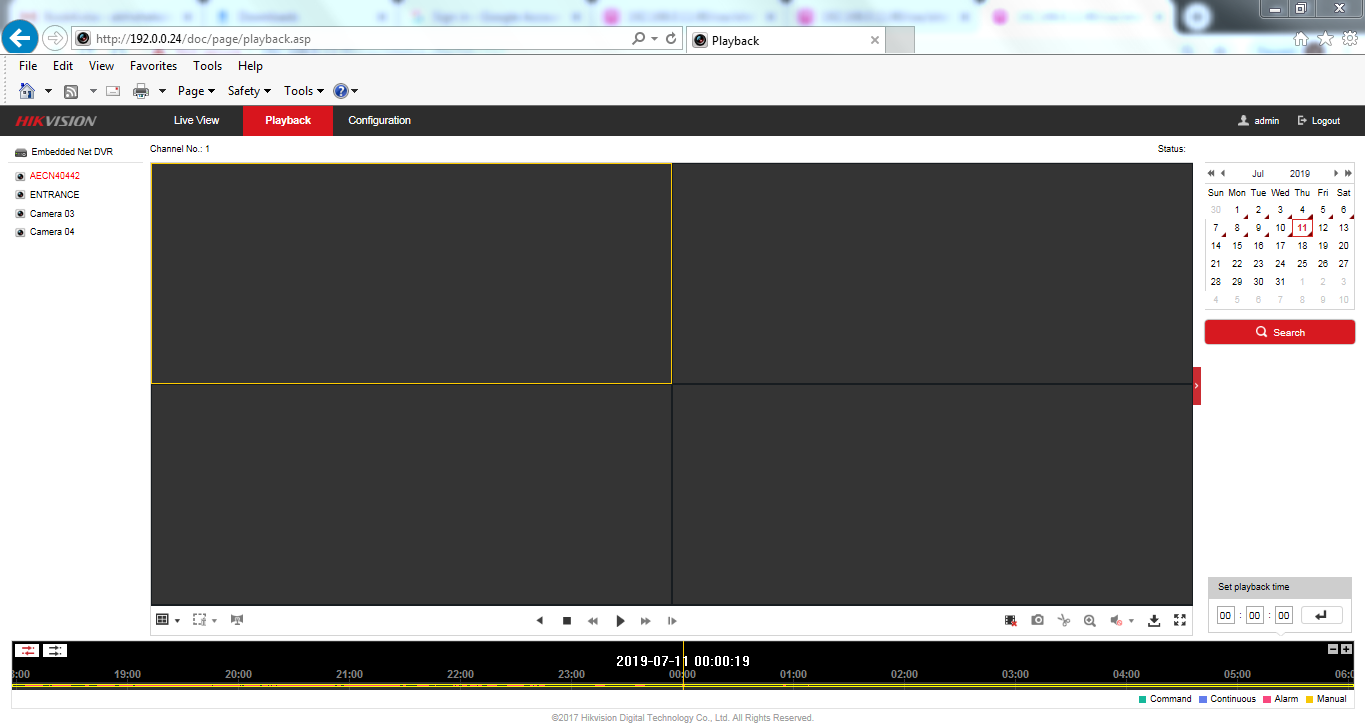 http://192.0.0.24/doc/page/playback.asp
Playback
File Edit View Favorites Tools Help
Page Safety Tools
HIKVISION Live View Playback Configuration admin Logout
Embedded Net DVR
AECN40442
ENTRANCE
Camera 03
Camera 04
Channel No.: 1
Status:
Jul 2019
Sun Mon Tue Wed Thu Fri Sat
30 1 2 3 4 5 6
7 8 9 10 11 12 13
14 15 16 17 18 19 20
21 22 23 24 25 26 27
28 29 30 31 1 2 3
4 5 6 7 8 9 10
Search
Set playback time
00 : 00 : 00
2019-07-11 00:00:19
:00 19:00 20:00 21:00 22:00 23:00 00:00 01:00 02:00 03:00 04:00 05:00 06:0
Command Continuous Alarm Manual
©2017 Hikvision Digital Technology Co., Ltd. All Rights Reserved.